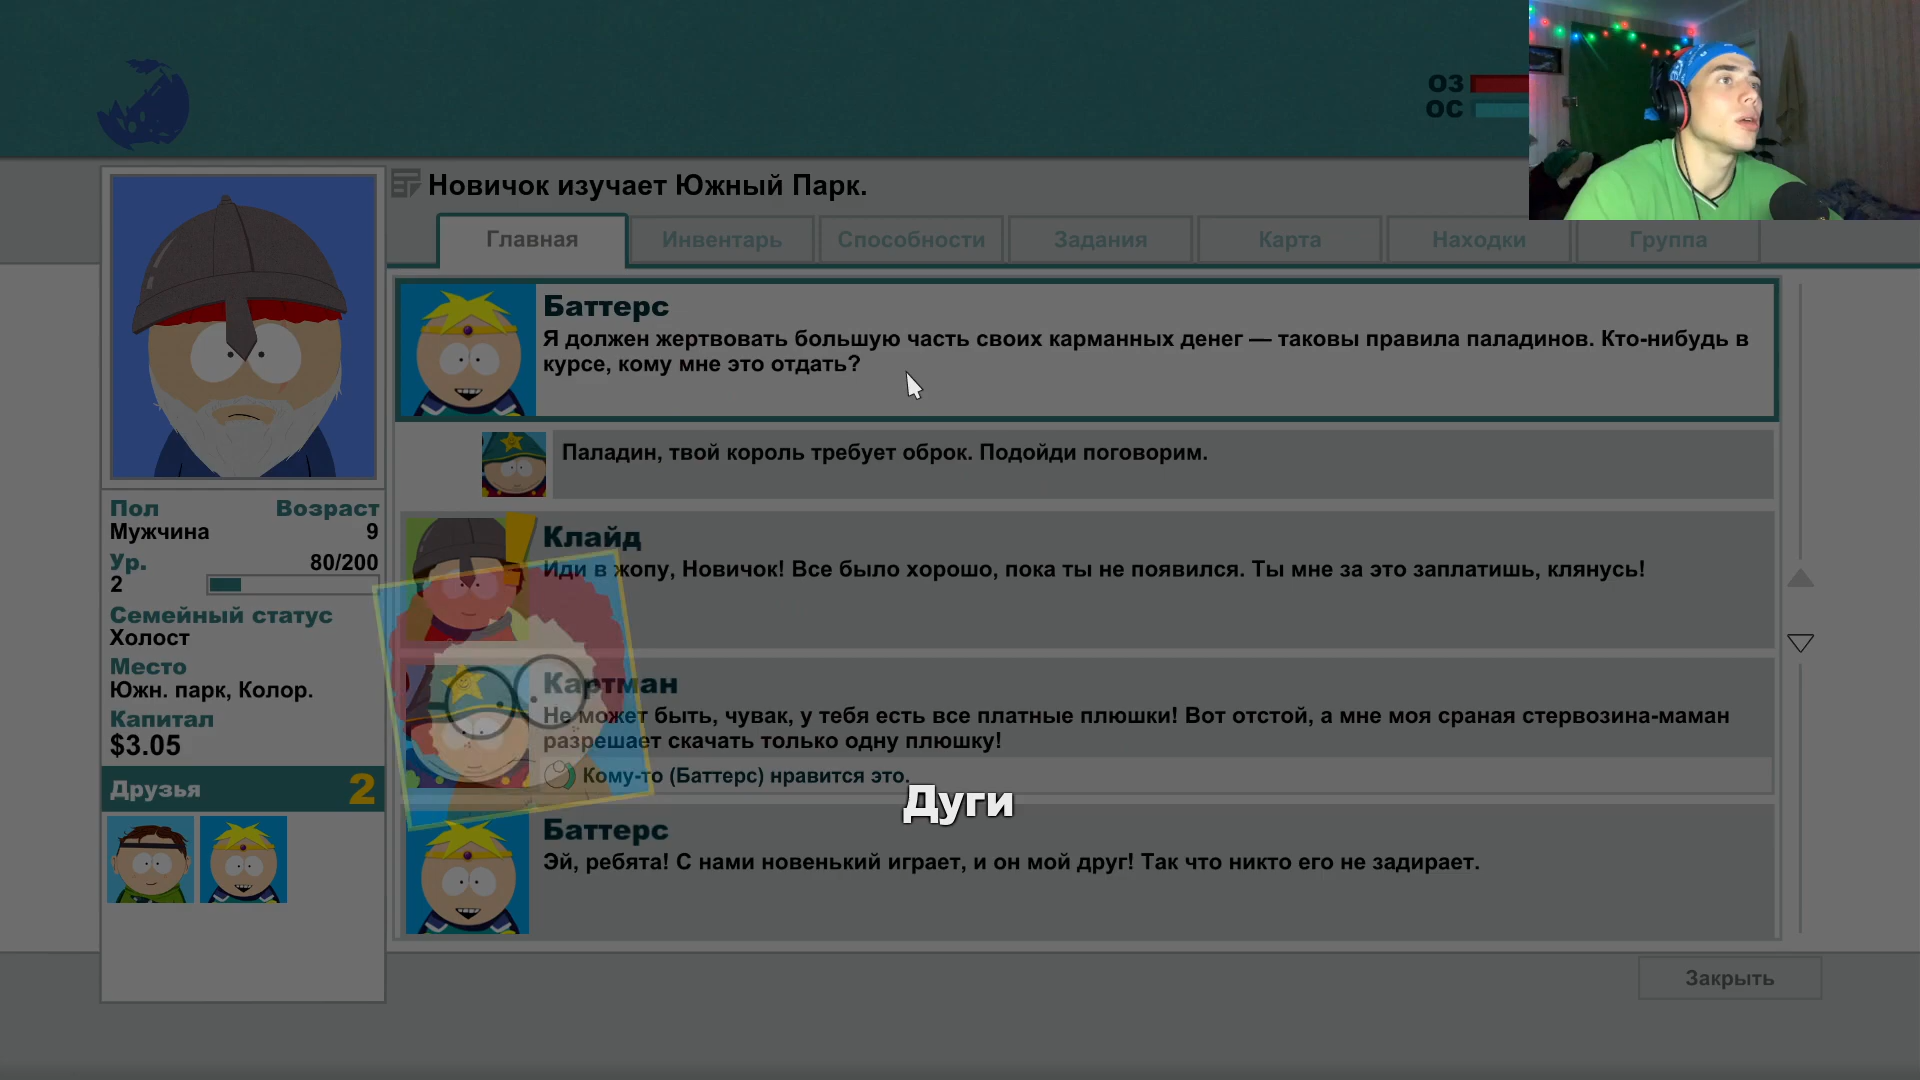 ОЗ
ОС
Новичок изучает Южный Парк.
Главная
Инвентарь
Способности
Задания
Карта
Находки
Группа
Баттерс
Я должен жертвовать большую часть своих карманных денег — таковы правила паладинов. Кто-нибудь в
курсе, кому мне это отдать?
Паладин, твой король требует оброк. Подойди поговорим.
Клайд
Иди в жопу, Новичок! Все было хорошо, пока ты не появился. Ты мне за это заплатишь, клянусь!
Картман
Не может быть, чувак, у тебя есть все платные плюшки! Вот отстой, а мне моя сраная стервозина-маман
разрешает скачать только одну плюшку!
Кому-то (Баттерс) нравится это.
Дуги
Баттерс
Эй, ребята! С нами новенький играет, и он мой друг! Так что никто его не задирает.
Пол
Возраст
Мужчина
9
Ур.
80/200
2
Семейный статус
Холост
Место
Южн. парк, Колор.
Капитал
$3.05
Друзья
2
Закрыть